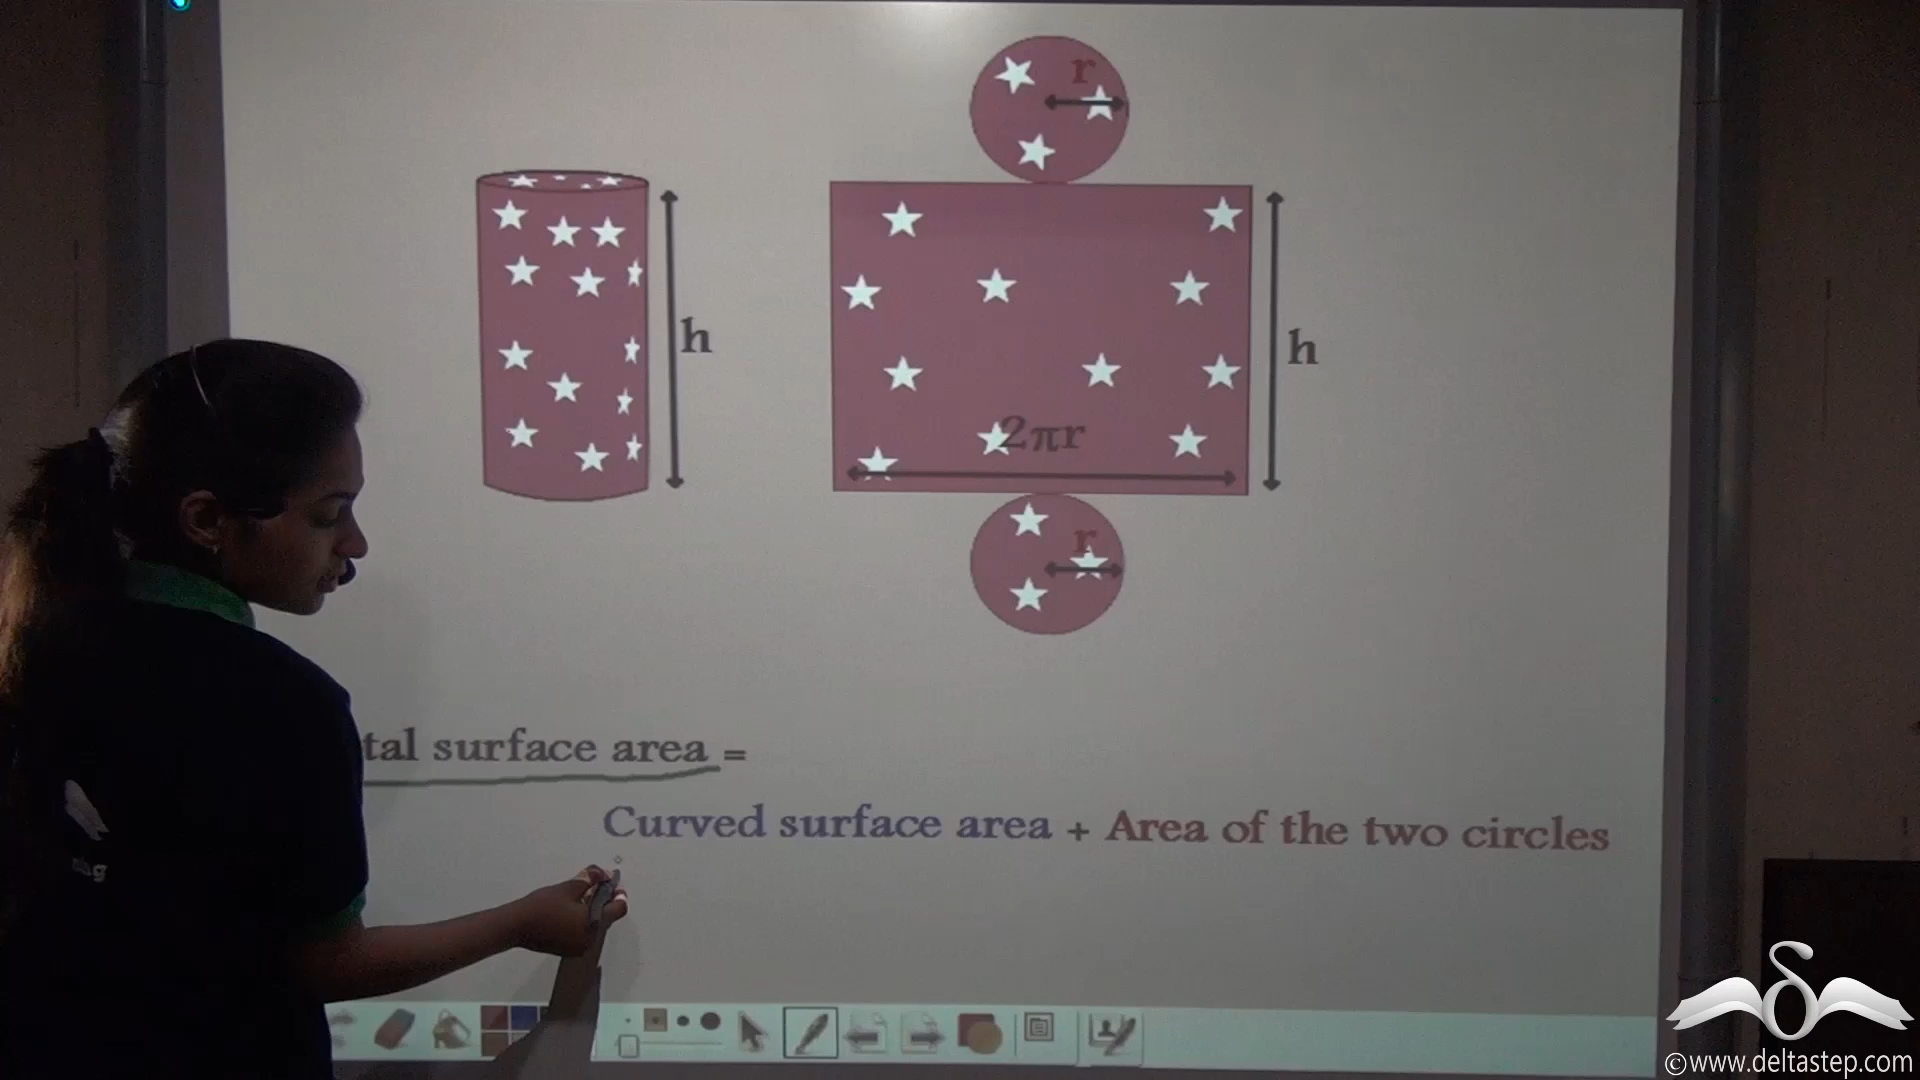 r
h
h
2πr
r
tal surface area =
Curved surface area + Area of the two circles
©www.deltastep.com